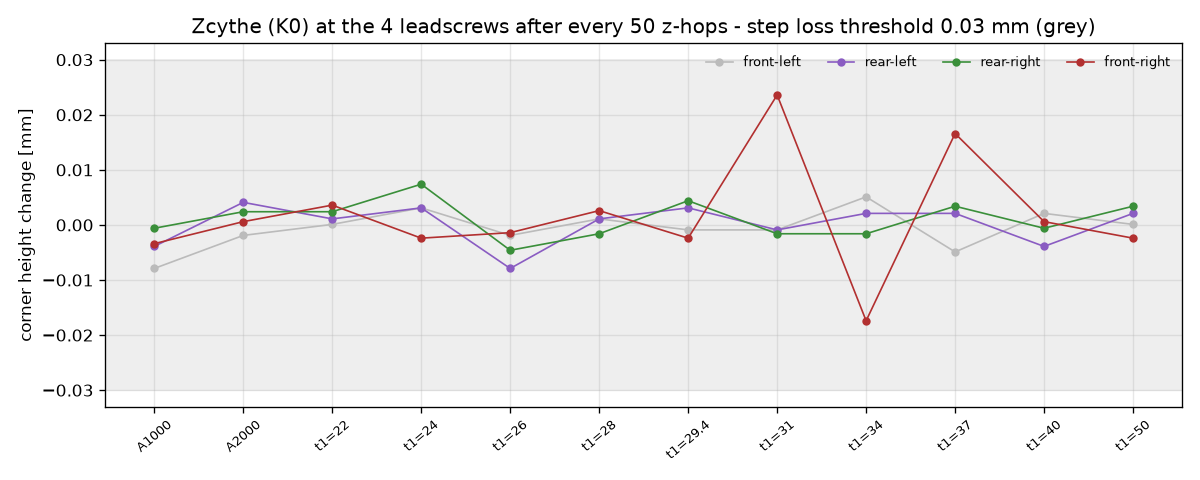 Zcythe (K0) at the 4 leadscrews after every 50 z-hops - step loss threshold 0.03 mm (grey)
front-left rear-left rear-right front-right
corner height change [mm]
0.03
0.02
0.01
0.00
−0.01
−0.02
−0.03
A1000 A2000 t1=22 t1=24 t1=26 t1=28 t1=29.4 t1=31 t1=34 t1=37 t1=40 t1=50